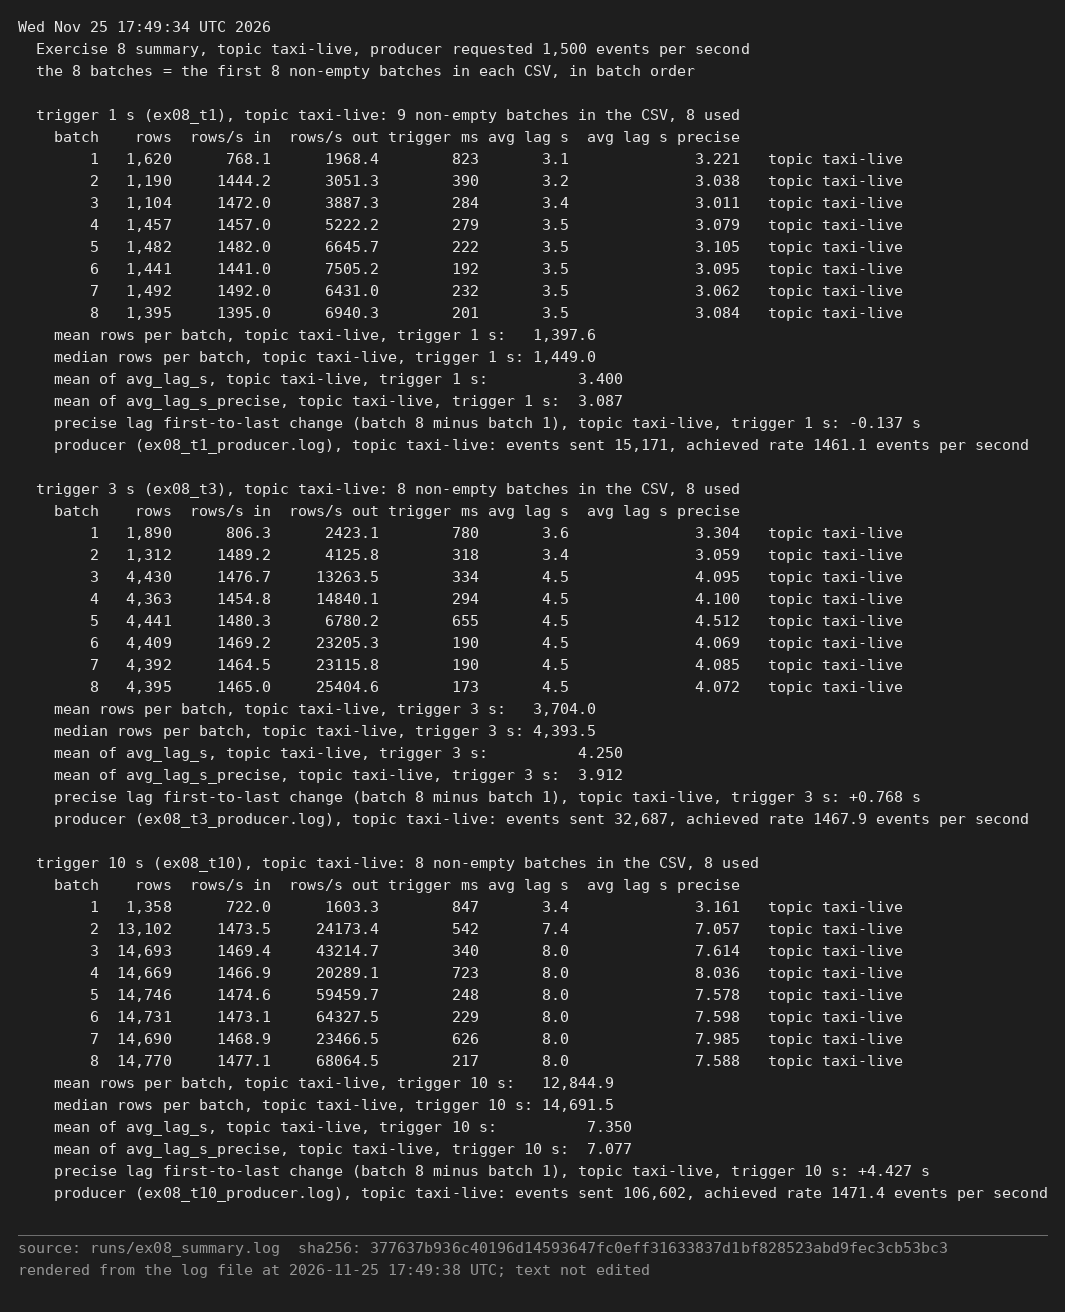 Wed Nov 25 17:49:34 UTC 2026
Exercise 8 summary, topic taxi-live, producer requested 1,500 events per second
the 8 batches = the first 8 non-empty batches in each CSV, in batch order
trigger 1 s (ex08_t1), topic taxi-live: 9 non-empty batches in the CSV, 8 used
batch rows rows/s in rows/s out trigger ms avg lag s avg lag s precise
1 1,620 768.1 1968.4 823 3.1 3.221 topic taxi-live
2 1,190 1444.2 3051.3 390 3.2 3.038 topic taxi-live
3 1,104 1472.0 3887.3 284 3.4 3.011 topic taxi-live
4 1,457 1457.0 5222.2 279 3.5 3.079 topic taxi-live
5 1,482 1482.0 6645.7 222 3.5 3.105 topic taxi-live
6 1,441 1441.0 7505.2 192 3.5 3.095 topic taxi-live
7 1,492 1492.0 6431.0 232 3.5 3.062 topic taxi-live
8 1,395 1395.0 6940.3 201 3.5 3.084 topic taxi-live
mean rows per batch, topic taxi-live, trigger 1 s: 1,397.6
median rows per batch, topic taxi-live, trigger 1 s: 1,449.0
mean of avg_lag_s, topic taxi-live, trigger 1 s: 3.400
mean of avg_lag_s_precise, topic taxi-live, trigger 1 s: 3.087
precise lag first-to-last change (batch 8 minus batch 1), topic taxi-live, trigger 1 s: -0.137 s
producer (ex08_t1_producer.log), topic taxi-live: events sent 15,171, achieved rate 1461.1 events per second
trigger 3 s (ex08_t3), topic taxi-live: 8 non-empty batches in the CSV, 8 used
batch rows rows/s in rows/s out trigger ms avg lag s avg lag s precise
1 1,890 806.3 2423.1 780 3.6 3.304 topic taxi-live
2 1,312 1489.2 4125.8 318 3.4 3.059 topic taxi-live
3 4,430 1476.7 13263.5 334 4.5 4.095 topic taxi-live
4 4,363 1454.8 14840.1 294 4.5 4.100 topic taxi-live
5 4,441 1480.3 6780.2 655 4.5 4.512 topic taxi-live
6 4,409 1469.2 23205.3 190 4.5 4.069 topic taxi-live
7 4,392 1464.5 23115.8 190 4.5 4.085 topic taxi-live
8 4,395 1465.0 25404.6 173 4.5 4.072 topic taxi-live
mean rows per batch, topic taxi-live, trigger 3 s: 3,704.0
median rows per batch, topic taxi-live, trigger 3 s: 4,393.5
mean of avg_lag_s, topic taxi-live, trigger 3 s: 4.250
mean of avg_lag_s_precise, topic taxi-live, trigger 3 s: 3.912
precise lag first-to-last change (batch 8 minus batch 1), topic taxi-live, trigger 3 s: +0.768 s
producer (ex08_t3_producer.log), topic taxi-live: events sent 32,687, achieved rate 1467.9 events per second
trigger 10 s (ex08_t10), topic taxi-live: 8 non-empty batches in the CSV, 8 used
batch rows rows/s in rows/s out trigger ms avg lag s avg lag s precise
1 1,358 722.0 1603.3 847 3.4 3.161 topic taxi-live
2 13,102 1473.5 24173.4 542 7.4 7.057 topic taxi-live
3 14,693 1469.4 43214.7 340 8.0 7.614 topic taxi-live
4 14,669 1466.9 20289.1 723 8.0 8.036 topic taxi-live
5 14,746 1474.6 59459.7 248 8.0 7.578 topic taxi-live
6 14,731 1473.1 64327.5 229 8.0 7.598 topic taxi-live
7 14,690 1468.9 23466.5 626 8.0 7.985 topic taxi-live
8 14,770 1477.1 68064.5 217 8.0 7.588 topic taxi-live
mean rows per batch, topic taxi-live, trigger 10 s: 12,844.9
median rows per batch, topic taxi-live, trigger 10 s: 14,691.5
mean of avg_lag_s, topic taxi-live, trigger 10 s: 7.350
mean of avg_lag_s_precise, topic taxi-live, trigger 10 s: 7.077
precise lag first-to-last change (batch 8 minus batch 1), topic taxi-live, trigger 10 s: +4.427 s
producer (ex08_t10_producer.log), topic taxi-live: events sent 106,602, achieved rate 1471.4 events per second
source: runs/ex08_summary.log sha256: 377637b936c40196d14593647fc0eff31633837d1bf828523abd9fec3cb53bc3
rendered from the log file at 2026-11-25 17:49:38 UTC; text not edited